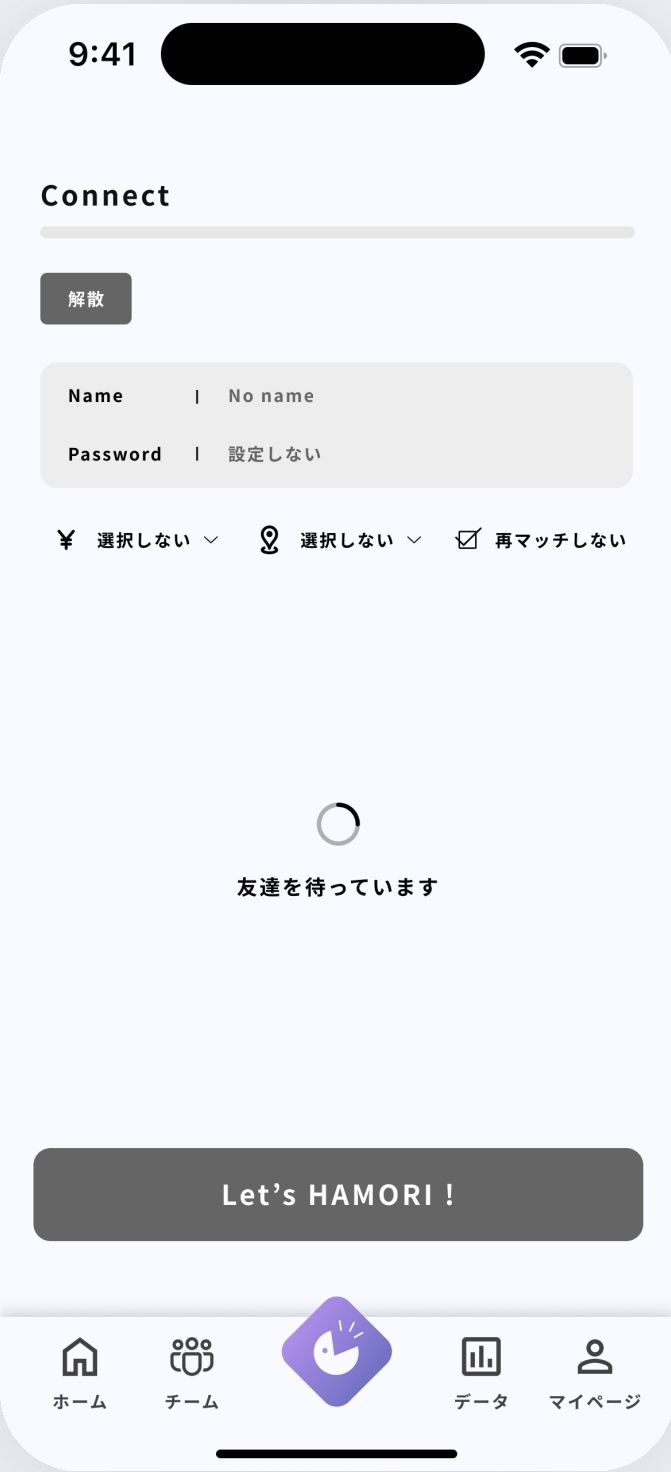 9:41
Connect
解散
Name | No name
Password | 設定しない
¥ 選択しない 選択しない 再マッチしない
友達を待っています
Let’s HAMORI !
ホーム チーム データ マイページ